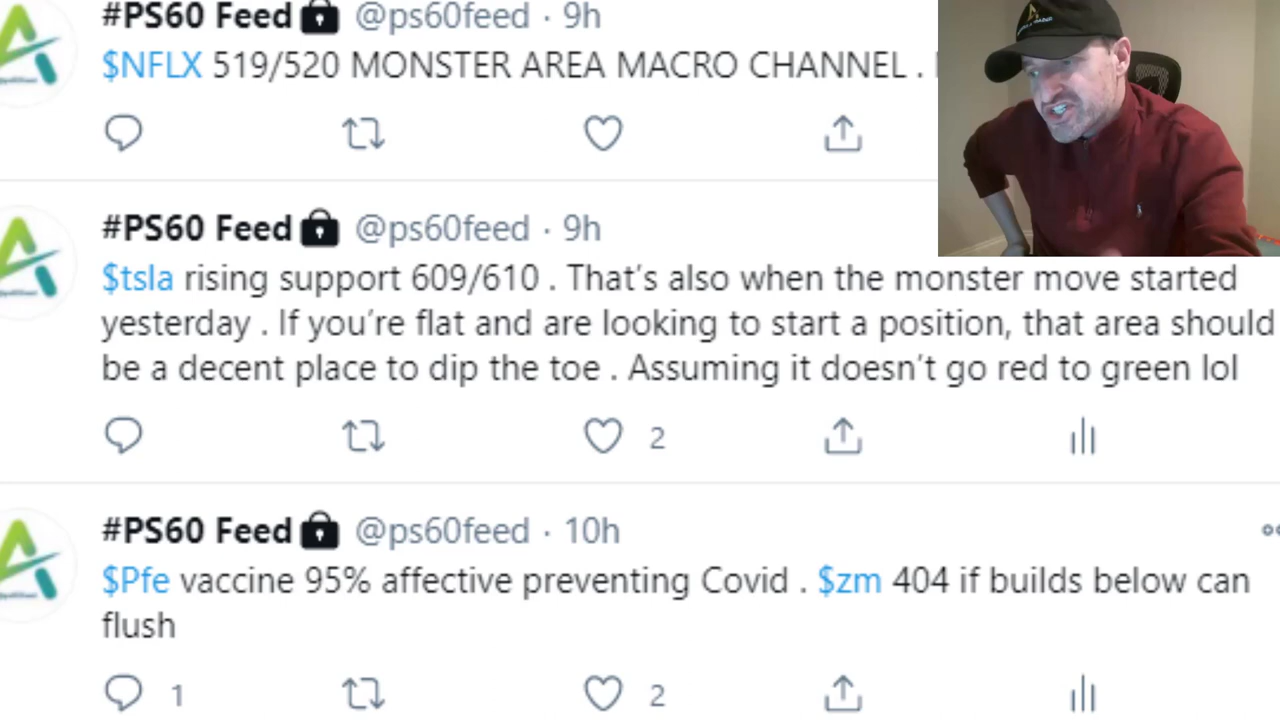 #PS60 Feed @ps60feed · 9h
$NFLX 519/520 MONSTER AREA MACRO CHANNEL .
#PS60 Feed @ps60feed · 9h
$tsla rising support 609/610 . That's also when the monster move started
yesterday . If you're flat and are looking to start a position, that area should
be a decent place to dip the toe . Assuming it doesn't go red to green lol
2
#PS60 Feed @ps60feed · 10h
$Pfe vaccine 95% affective preventing Covid . $zm 404 if builds below can
flush
1 2